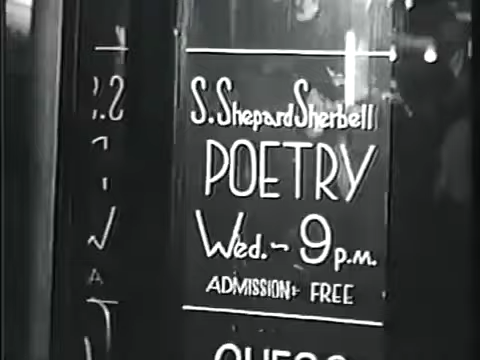 S. Shepard Sherbell
POETRY
Wed. ~ 9 p.m.
ADMISSION: FREE